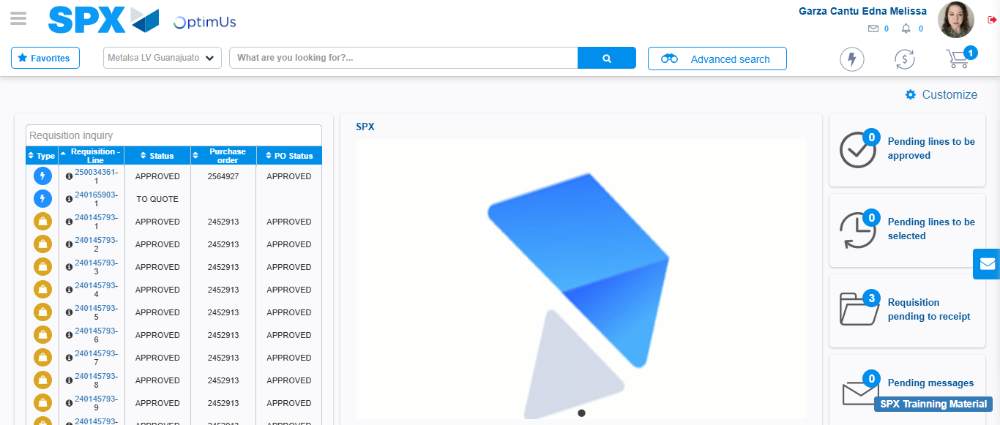 SPX
OptimUs
Garza Cantu Edna Melissa
0 0
Favorites
Metalsa LV Guanajuato
What are you looking for?...
Advanced search
1
Customize
Requisition inquiry
Type Requisition - Line Status Purchase order PO Status
250034361-1 APPROVED 2564927 APPROVED
240165903-1 TO QUOTE
240145793-1 APPROVED 2452913 APPROVED
240145793-2 APPROVED 2452913 APPROVED
240145793-3 APPROVED 2452913 APPROVED
240145793-4 APPROVED 2452913 APPROVED
240145793-5 APPROVED 2452913 APPROVED
240145793-6 APPROVED 2452913 APPROVED
240145793-7 APPROVED 2452913 APPROVED
240145793-8 APPROVED 2452913 APPROVED
240145793-9 APPROVED 2452913 APPROVED
240145793-
SPX
0
Pending lines to be
approved
0
Pending lines to be
selected
3
Requisition
pending to receipt
0
Pending messages
SPX Trainning Material